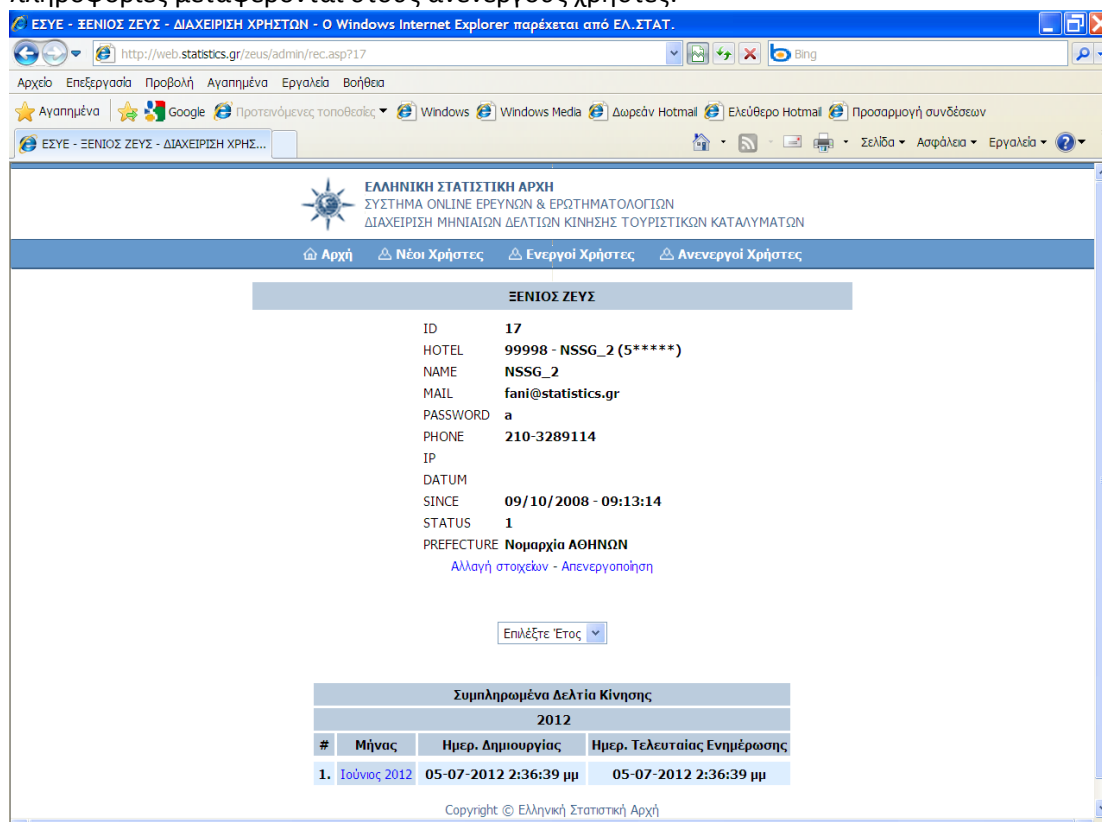 πληροφορίες μεταφέρονται στους ανενεργούς χρήστες.
ΕΣΥΕ - ΞΕΝΙΟΣ ΖΕΥΣ - ΔΙΑΧΕΙΡΙΣΗ ΧΡΗΣΤΩΝ - Ο Windows Internet Explorer παρέχεται από ΕΛ.ΣΤΑΤ.
http://web.statistics.gr/zeus/admin/rec.asp?17 Bing
Αρχείο Επεξεργασία Προβολή Αγαπημένα Εργαλεία Βοήθεια
Αγαπημένα Google Προτεινόμενες τοποθεσίες Windows Windows Media Δωρεάν Hotmail Ελεύθερο Hotmail Προσαρμογή συνδέσεων
ΕΣΥΕ - ΞΕΝΙΟΣ ΖΕΥΣ - ΔΙΑΧΕΙΡΙΣΗ ΧΡΗΣ... Σελίδα Ασφάλεια Εργαλεία
ΕΛΛΗΝΙΚΗ ΣΤΑΤΙΣΤΙΚΗ ΑΡΧΗ
ΣΥΣΤΗΜΑ ONLINE ΕΡΕΥΝΩΝ & ΕΡΩΤΗΜΑΤΟΛΟΓΙΩΝ
ΔΙΑΧΕΙΡΙΣΗ ΜΗΝΙΑΙΩΝ ΔΕΛΤΙΩΝ ΚΙΝΗΣΗΣ ΤΟΥΡΙΣΤΙΚΩΝ ΚΑΤΑΛΥΜΑΤΩΝ
Αρχή Νέοι Χρήστες Ενεργοί Χρήστες Ανενεργοί Χρήστες
ΞΕΝΙΟΣ ΖΕΥΣ
ID 17
HOTEL 99998 - NSSG_2 (5*****)
NAME NSSG_2
MAIL fani@statistics.gr
PASSWORD a
PHONE 210-3289114
IP
DATUM
SINCE 09/10/2008 - 09:13:14
STATUS 1
PREFECTURE Νομαρχία ΑΘΗΝΩΝ
Αλλαγή στοιχείων - Απενεργοποίηση
Επιλέξτε Έτος
Συμπληρωμένα Δελτία Κίνησης
2012
# Μήνας Ημερ. Δημιουργίας Ημερ. Τελευταίας Ενημέρωσης
1. Ιούνιος 2012 05-07-2012 2:36:39 μμ 05-07-2012 2:36:39 μμ
Copyright © Ελληνική Στατιστική Αρχή